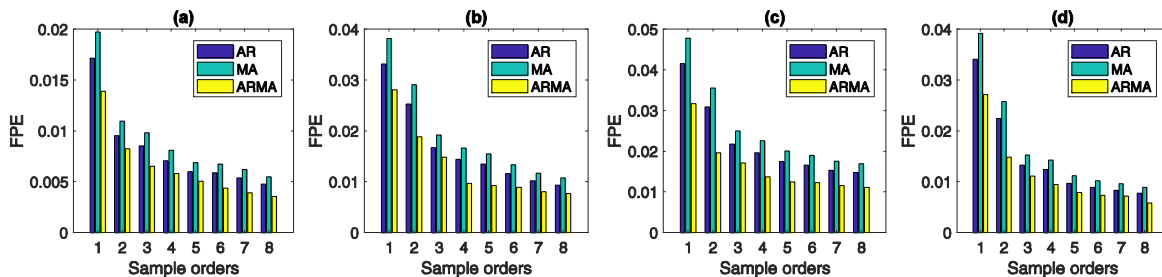 (a)
FPE
0.02
0.015
0.01
0.005
0
AR
MA
ARMA
1 2 3 4 5 6 7 8
Sample orders
(b)
FPE
0.04
0.03
0.02
0.01
0
AR
MA
ARMA
1 2 3 4 5 6 7 8
Sample orders
(c)
FPE
0.05
0.04
0.03
0.02
0.01
0
AR
MA
ARMA
1 2 3 4 5 6 7 8
Sample orders
(d)
FPE
0.04
0.03
0.02
0.01
0
AR
MA
ARMA
1 2 3 4 5 6 7 8
Sample orders